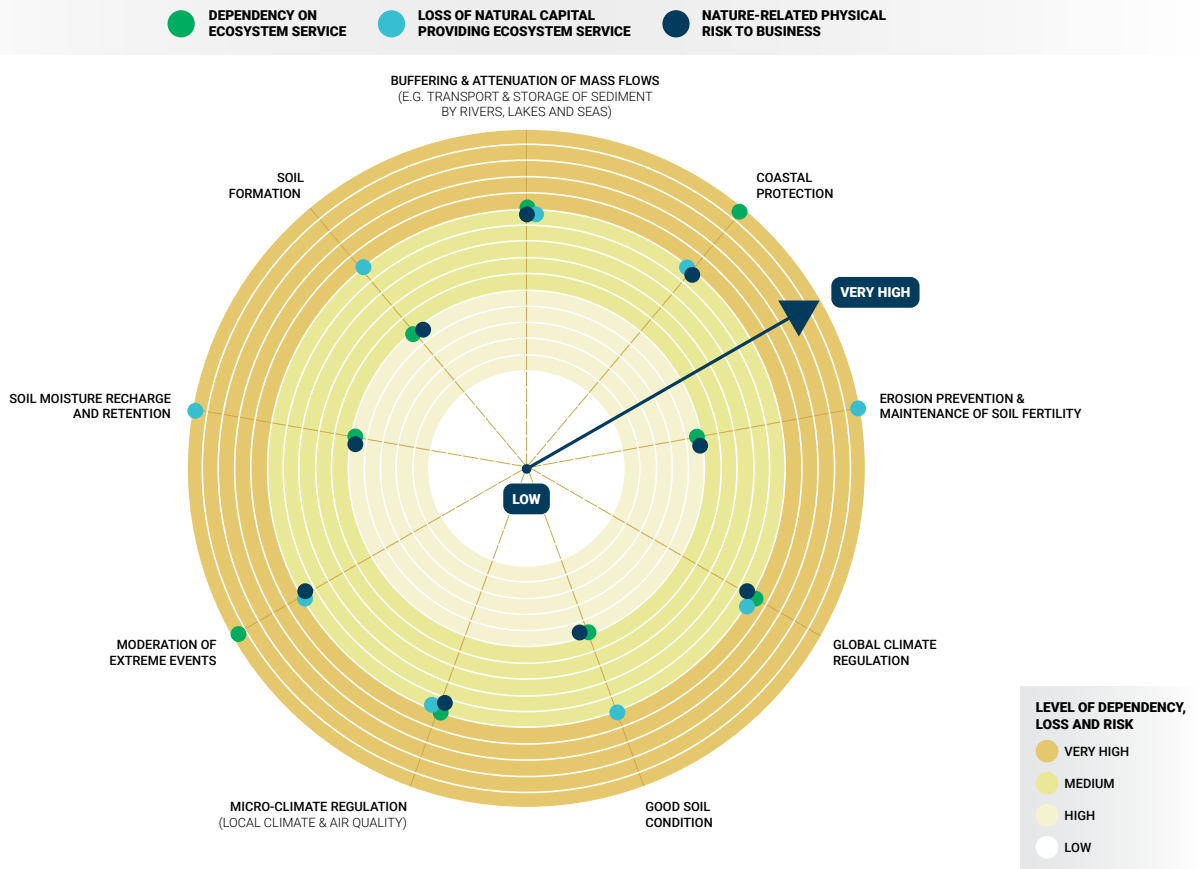 DEPENDENCY ON
ECOSYSTEM SERVICE
LOSS OF NATURAL CAPITAL
PROVIDING ECOSYSTEM SERVICE
NATURE-RELATED PHYSICAL
RISK TO BUSINESS
BUFFERING & ATTENUATION OF MASS FLOWS
(E.G. TRANSPORT & STORAGE OF SEDIMENT
BY RIVERS, LAKES AND SEAS)
SOIL
FORMATION
COASTAL
PROTECTION
VERY HIGH
SOIL MOISTURE RECHARGE
AND RETENTION
EROSION PREVENTION &
MAINTENANCE OF SOIL FERTILITY
LOW
MODERATION OF
EXTREME EVENTS
GLOBAL CLIMATE
REGULATION
MICRO-CLIMATE REGULATION
(LOCAL CLIMATE & AIR QUALITY)
GOOD SOIL
CONDITION
LEVEL OF DEPENDENCY,
LOSS AND RISK
VERY HIGH
MEDIUM
HIGH
LOW